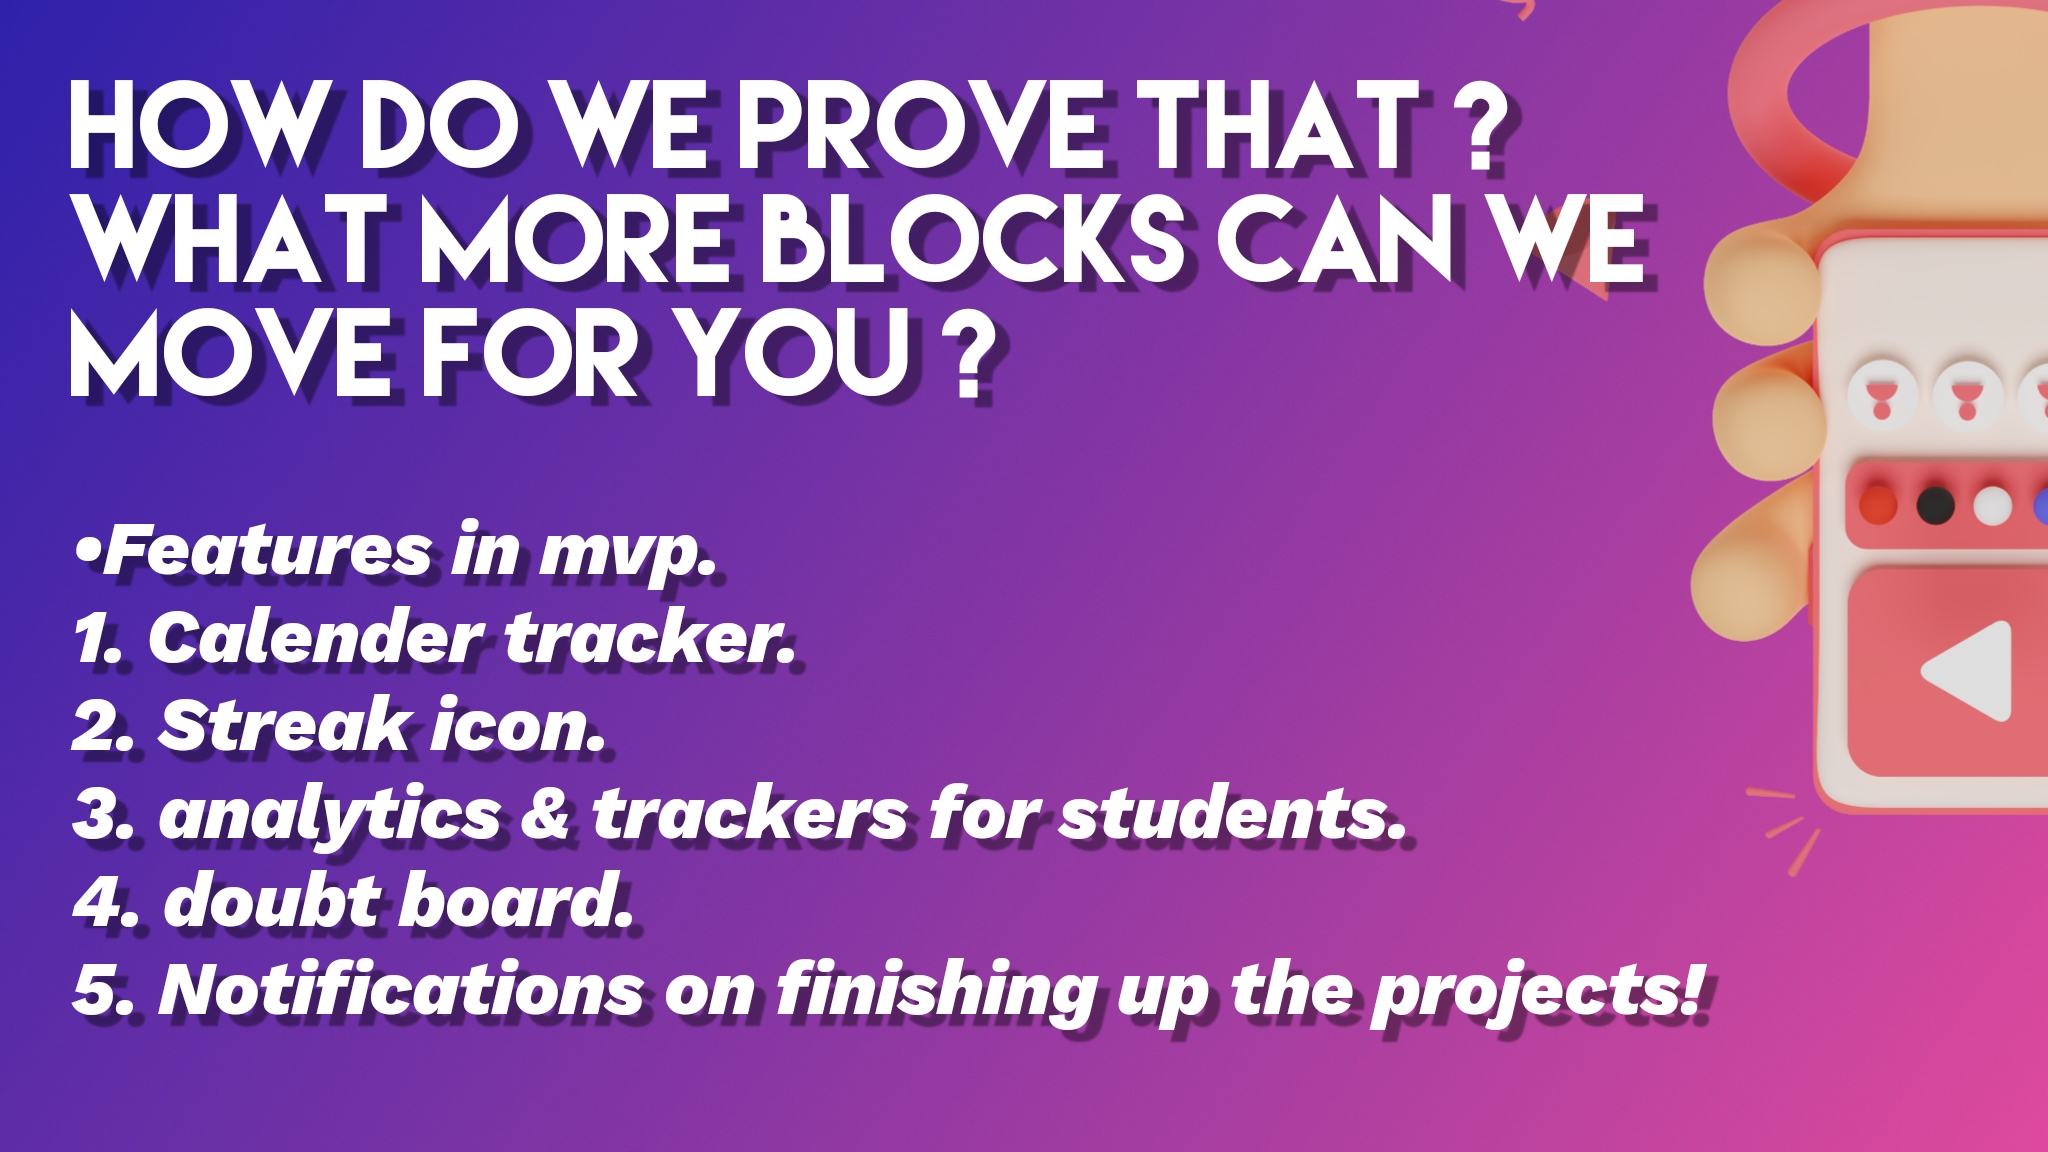 HOW DO WE PROVE THAT ?
WHAT MORE BLOCKS CAN WE
MOVE FOR YOU ?
•Features in mvp.
1. Calender tracker.
2. Streak icon.
3. analytics & trackers for students.
4. doubt board.
5. Notifications on finishing up the projects!